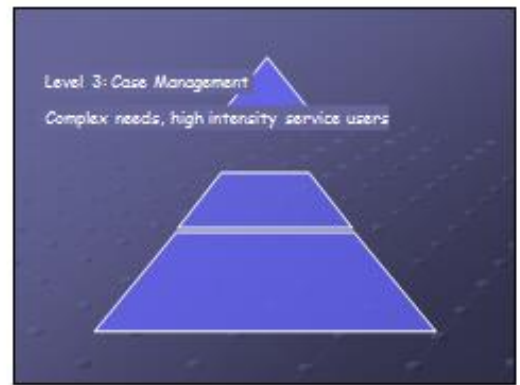 Level 3: Case Management
Complex needs, high intensity service users